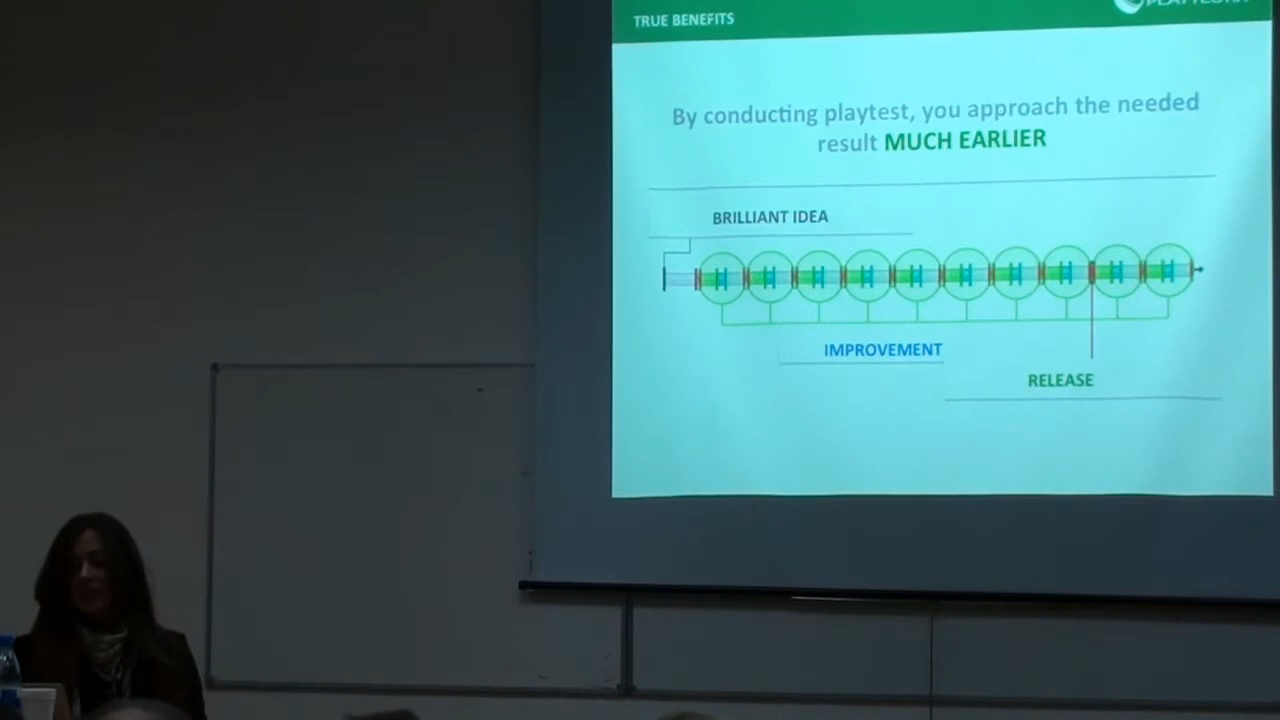 TRUE BENEFITS
By conducting playtest, you approach the needed
result MUCH EARLIER
BRILLIANT IDEA
IMPROVEMENT
RELEASE